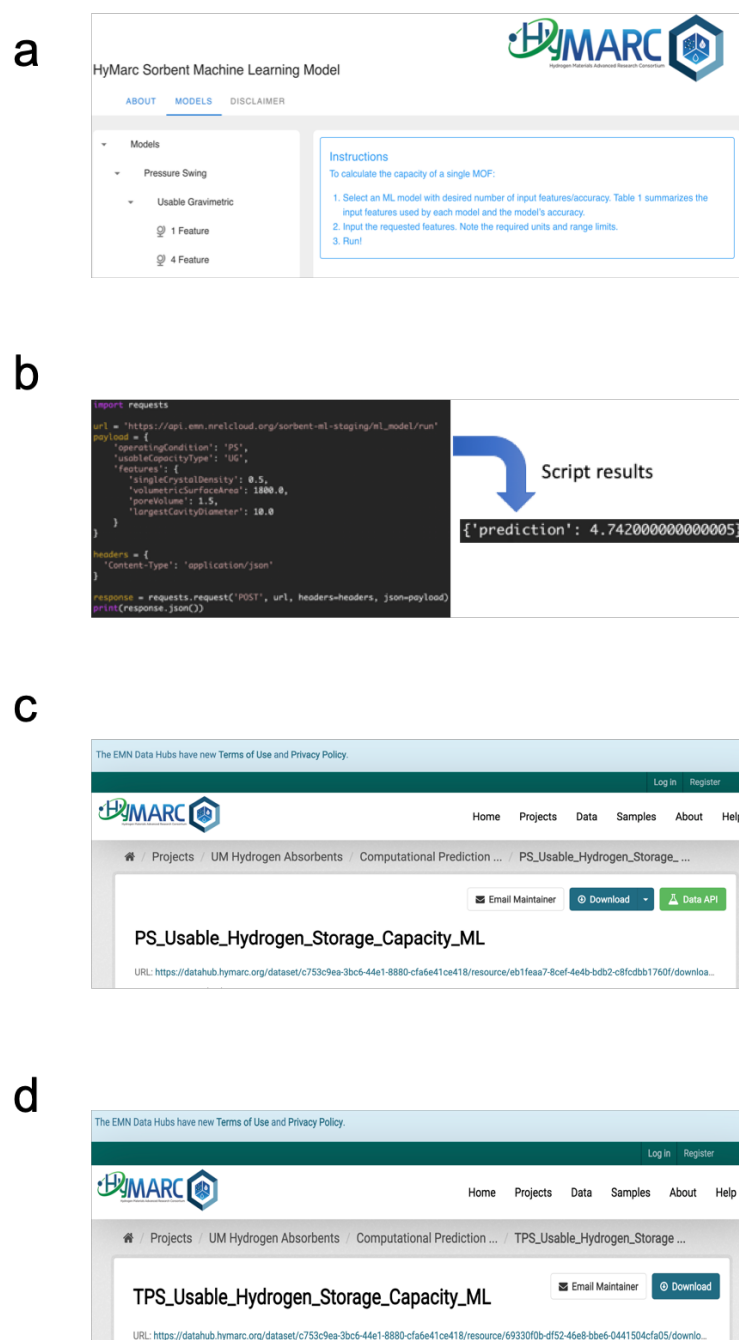 a
HyMARC
Hydrogen Materials Advanced Research Consortium
HyMarc Sorbent Machine Learning Model
ABOUT MODELS DISCLAIMER
Models
Pressure Swing
Usable Gravimetric
1 Feature
4 Feature
Instructions
To calculate the capacity of a single MOF:
1. Select an ML model with desired number of input features/accuracy. Table 1 summarizes the
input features used by each model and the model's accuracy.
2. Input the requested features. Note the required units and range limits.
3. Run!
b
import requests
url = 'https://api.emn.nrelcloud.org/sorbent-ml-staging/ml_model/run'
payload = {
'operatingCondition': 'PS',
'usableCapacityType': 'UG',
'features': {
'singleCrystalDensity': 0.5,
'volumetricSurfaceArea': 1800.0,
'poreVolume': 1.5,
'largestCavityDiameter': 10.0
}
}
headers = {
'Content-Type': 'application/json'
}
response = requests.request('POST', url, headers=headers, json=payload)
print(response.json())
Script results
{'prediction': 4.742000000000005}
c
The EMN Data Hubs have new Terms of Use and Privacy Policy.
Log in Register
HyMARC
Home Projects Data Samples About Help
/ Projects / UM Hydrogen Absorbents / Computational Prediction ... / PS_Usable_Hydrogen_Storage_ ...
Email Maintainer Download Data API
PS_Usable_Hydrogen_Storage_Capacity_ML
URL: https://datahub.hymarc.org/dataset/c753c9ea-3bc6-44e1-8880-cfa6e41ce418/resource/eb1feaa7-8cef-4e4b-bdb2-c8fcdbb1760f/downloa...
d
The EMN Data Hubs have new Terms of Use and Privacy Policy.
Log in Register
HyMARC
Home Projects Data Samples About Help
/ Projects / UM Hydrogen Absorbents / Computational Prediction ... / TPS_Usable_Hydrogen_Storage ...
Email Maintainer Download
TPS_Usable_Hydrogen_Storage_Capacity_ML
URL: https://datahub.hymarc.org/dataset/c753c9ea-3bc6-44e1-8880-cfa6e41ce418/resource/69330f0b-df52-46e8-bbe6-0441504cfa05/downlo...